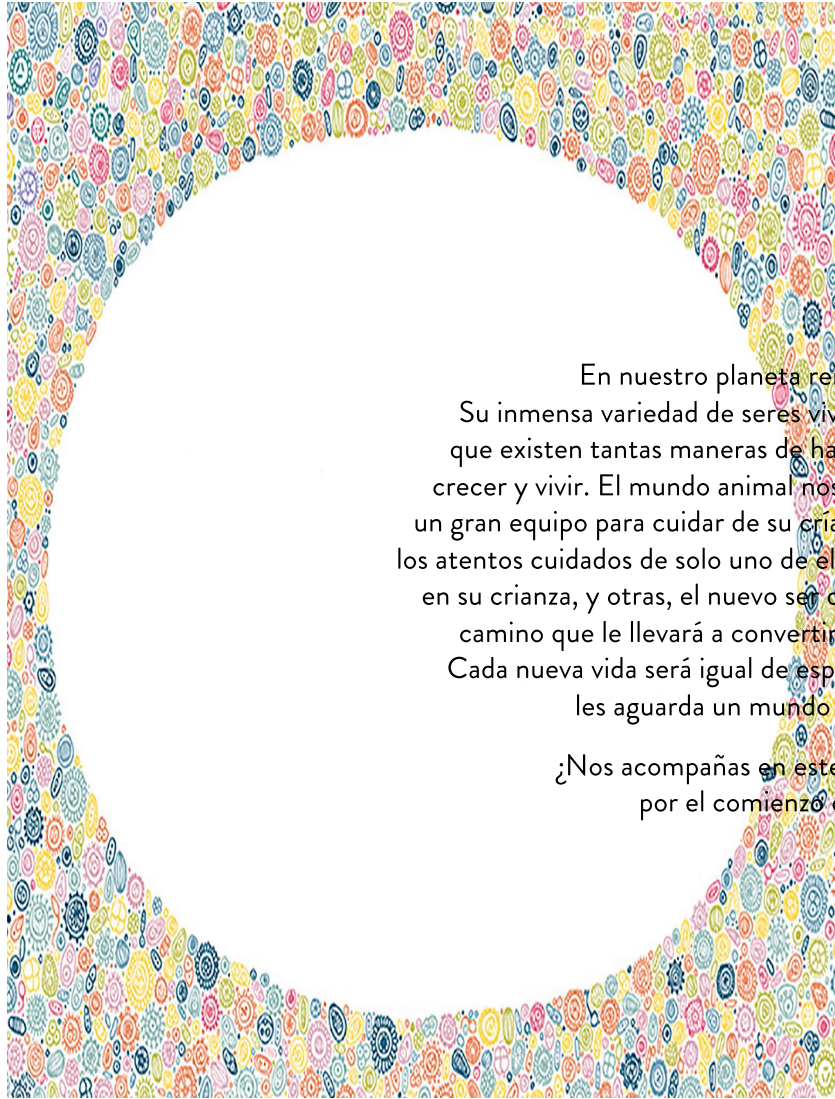 En nuestro planeta re
Su inmensa variedad de seres viv
que existen tantas maneras de ha
crecer y vivir. El mundo animal nos
un gran equipo para cuidar de su cría
los atentos cuidados de solo uno de el
en su crianza, y otras, el nuevo ser
camino que le llevará a convertir
Cada nueva vida será igual de esp
les aguarda un mundo
¿Nos acompañas en este
por el comienzo